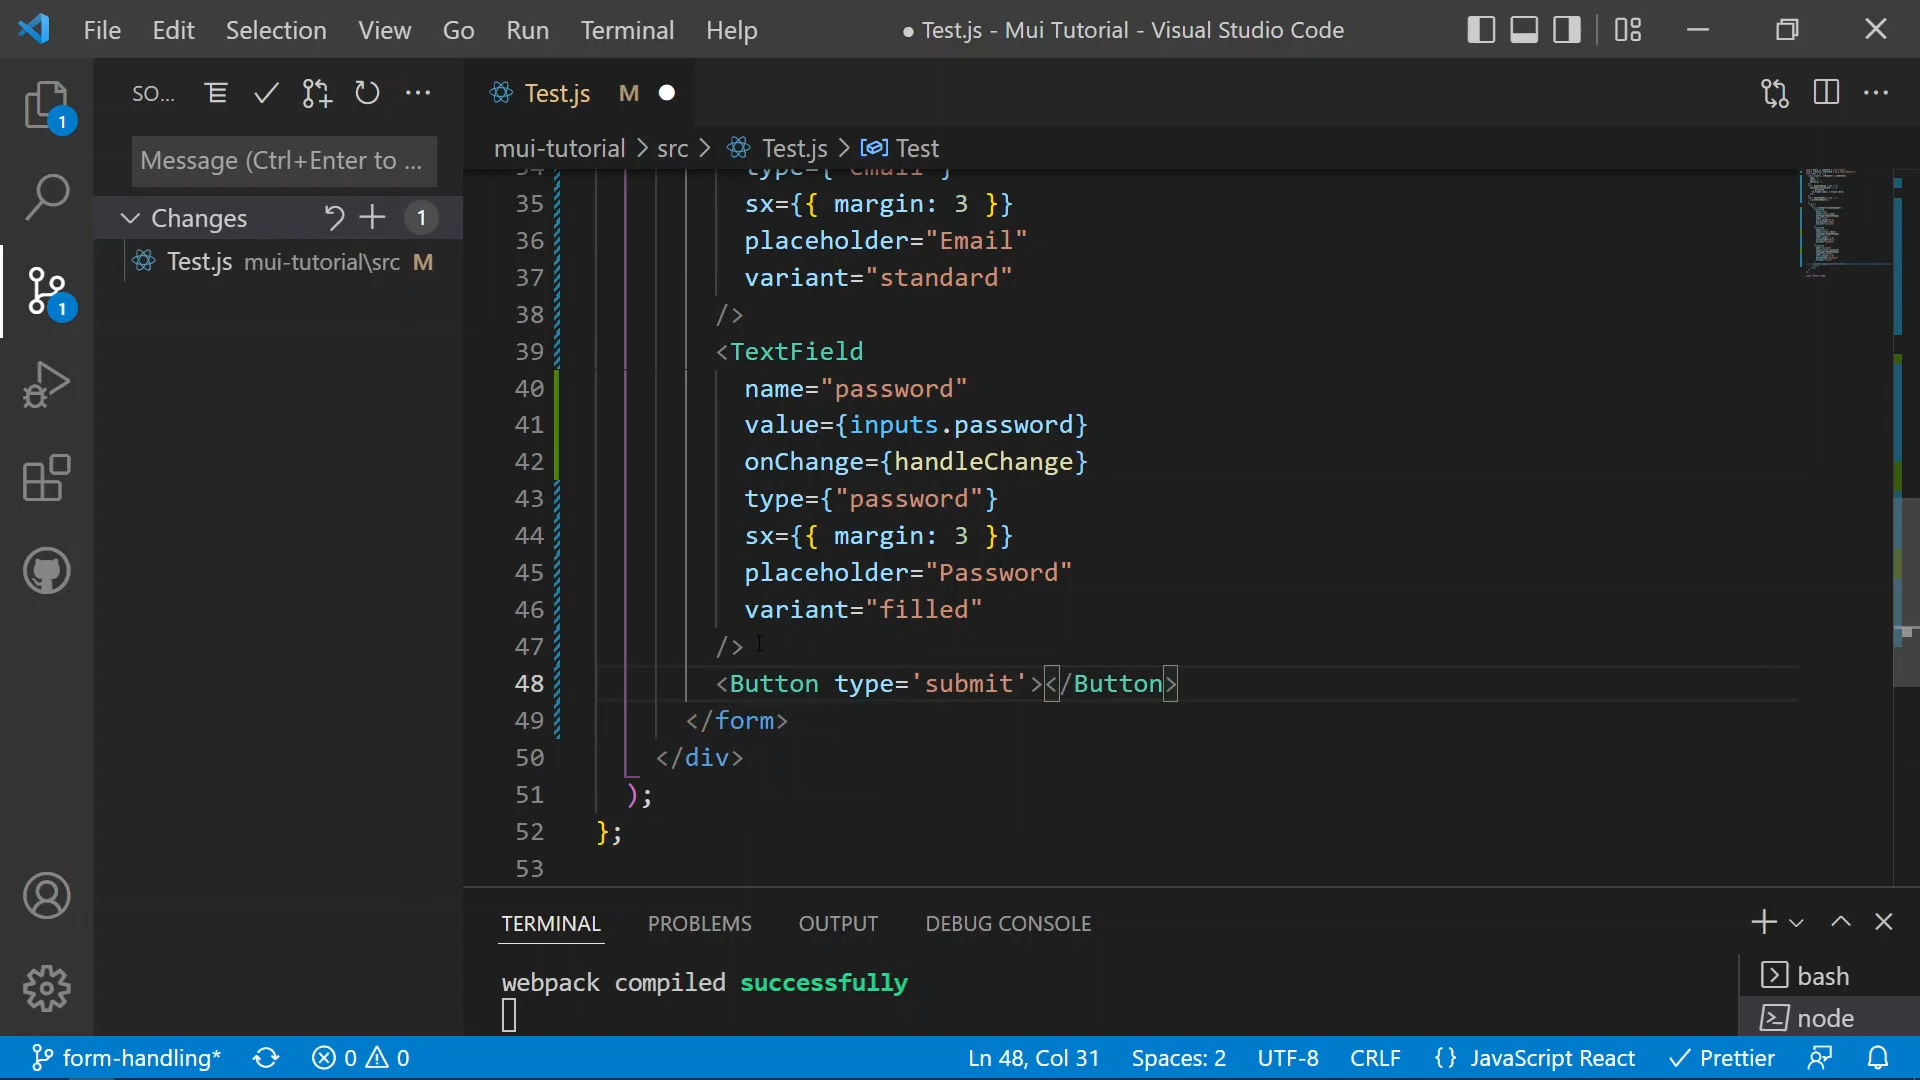 File Edit Selection View Go Run Terminal Help
● Test.js - Mui Tutorial - Visual Studio Code
SO...
Test.js M
Message (Ctrl+Enter to ...
mui-tutorial > src > Test.js > Test
Changes 1
Test.js mui-tutorial\src M
1
1
35 sx={{ margin: 3 }}
36 placeholder="Email"
37 variant="standard"
38 />
39 <TextField
40 name="password"
41 value={inputs.password}
42 onChange={handleChange}
43 type={"password"}
44 sx={{ margin: 3 }}
45 placeholder="Password"
46 variant="filled"
47 />
48 <Button type='submit'></Button>
49 </form>
50 </div>
51 );
52 };
53
TERMINAL PROBLEMS OUTPUT DEBUG CONSOLE
webpack compiled successfully
bash
node
form-handling* 0 0
Ln 48, Col 31 Spaces: 2 UTF-8 CRLF {} JavaScript React Prettier